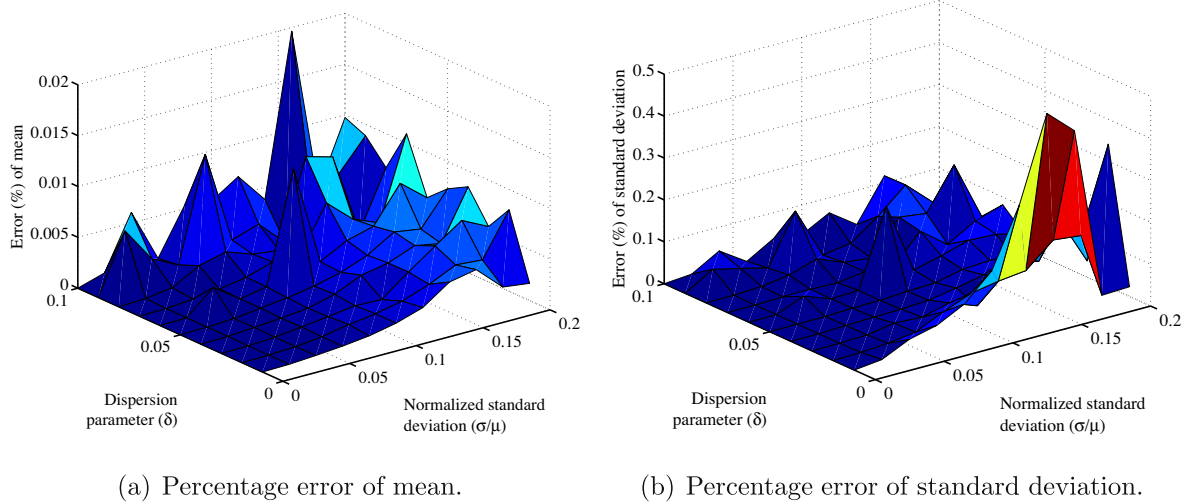 0.02
0.015
0.01
0.005
0
0.1
0.05
0
0
0.05
0.1
0.15
0.2
Error (%) of mean
Dispersion
parameter (δ)
Normalized standard
deviation (σ/μ)
(a) Percentage error of mean.
0.5
0.4
0.3
0.2
0.1
0
0.1
0.05
0
0
0.05
0.1
0.15
0.2
Error (%) of standard deviation
Dispersion
parameter (δ)
Normalized standard
deviation (σ/μ)
(b) Percentage error of standard deviation.